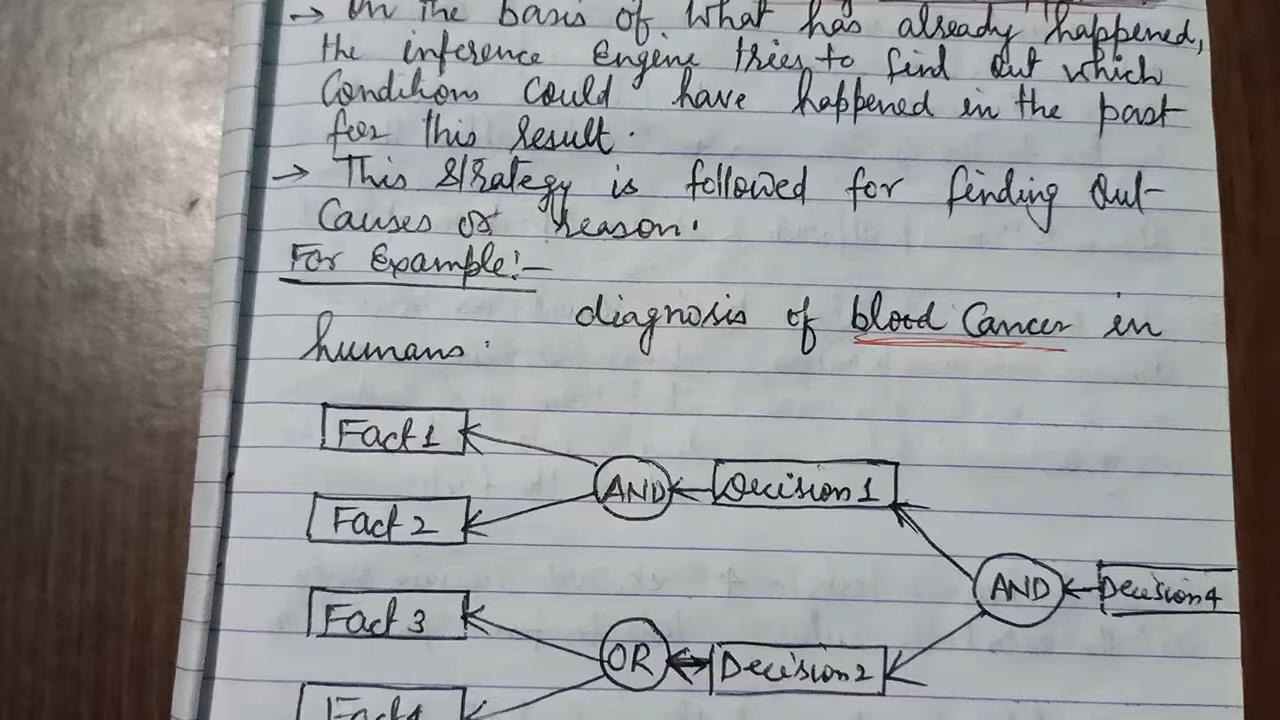 → On the basis of what has already happened,
the inference Engine tries to find out which
Conditions Could have happened in the past
for this result.
→ This strategy is followed for finding out
Causes or reason.
For Example:-
diagnosis of blood Cancer in
humans.
Fact 1
AND
Decision 1
Fact 2
AND
Decision 4
Fact 3
OR
Decision 2
Fact 4